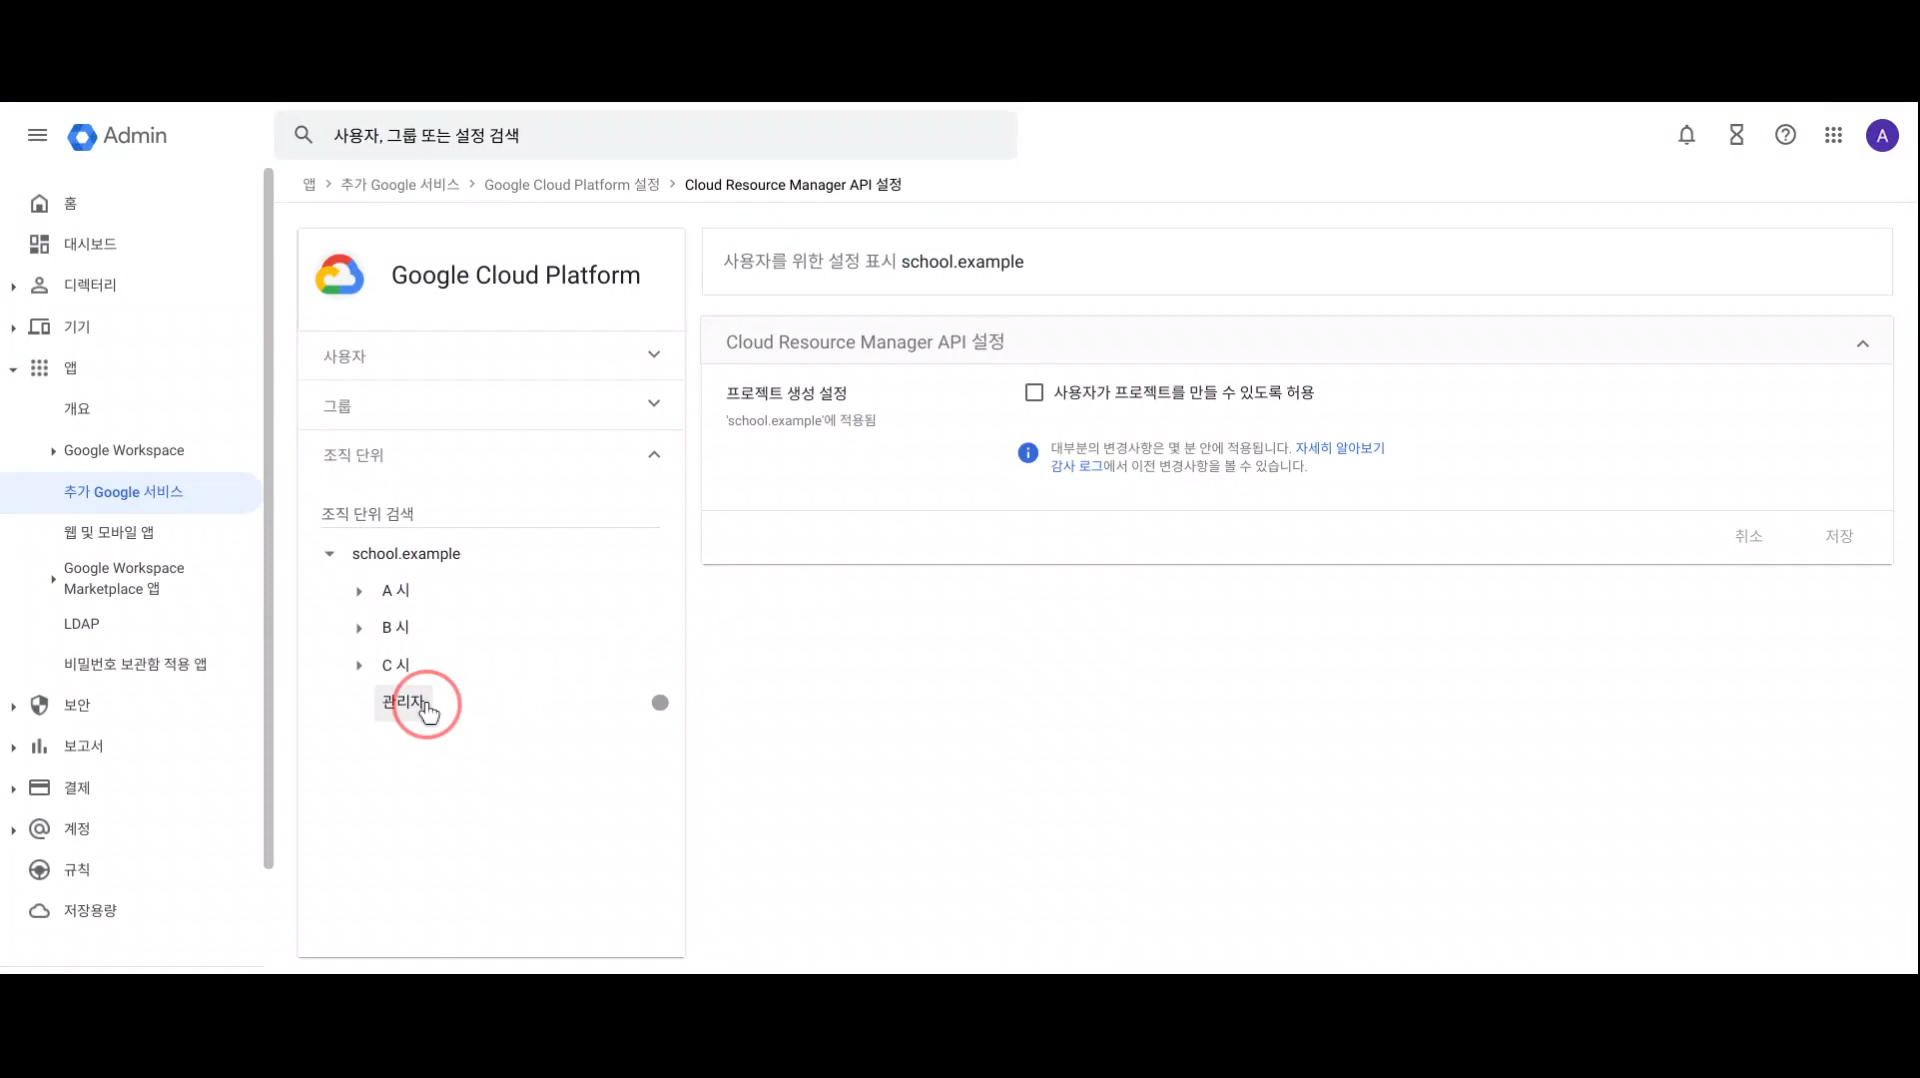 Admin
사용자, 그룹 또는 설정 검색
A
앱 > 추가 Google 서비스 > Google Cloud Platform 설정 > Cloud Resource Manager API 설정
홈
대시보드
디렉터리
기기
앱
개요
Google Workspace
추가 Google 서비스
웹 및 모바일 앱
Google Workspace
Marketplace 앱
LDAP
비밀번호 보관함 적용 앱
보안
보고서
결제
계정
규칙
저장용량
Google Cloud Platform
사용자
그룹
조직 단위
조직 단위 검색
school.example
A 시
B 시
C 시
관리자
사용자를 위한 설정 표시 school.example
Cloud Resource Manager API 설정
프로젝트 생성 설정
'school.example'에 적용됨
사용자가 프로젝트를 만들 수 있도록 허용
대부분의 변경사항은 몇 분 안에 적용됩니다. 자세히 알아보기
감사 로그에서 이전 변경사항을 볼 수 있습니다.
취소
저장